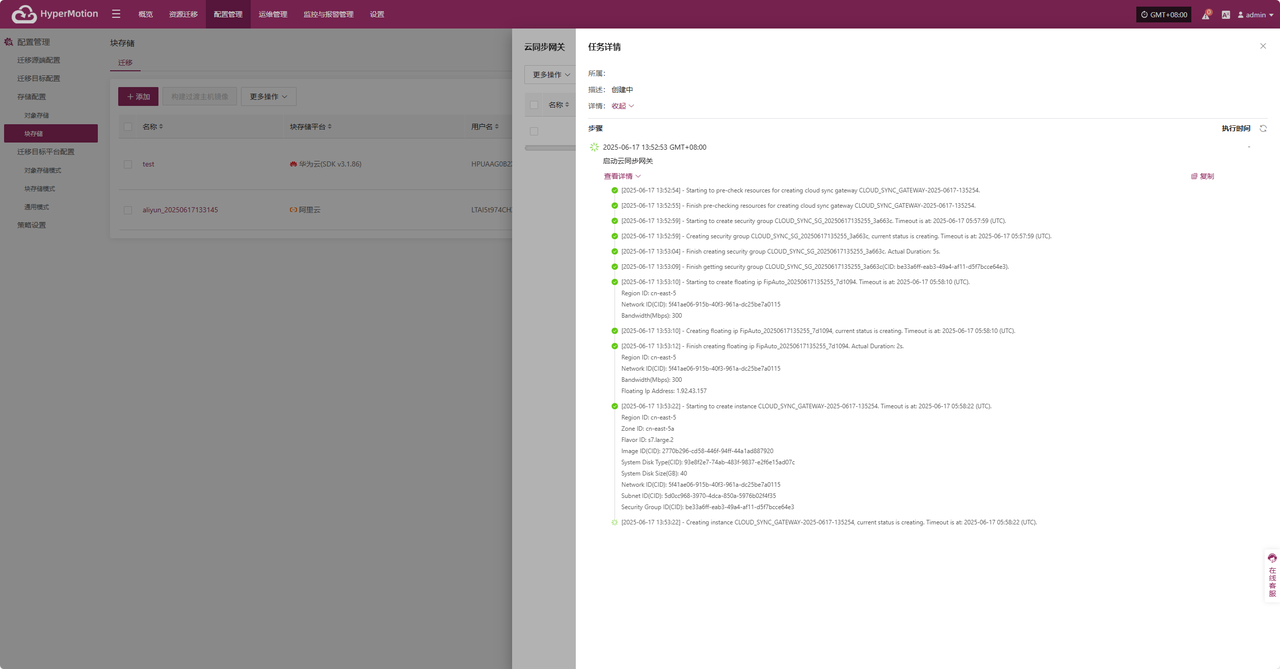 HyperMotion
概览
资源迁移
配置管理
运维管理
监控与报警管理
设置
GMT+08:00
admin
配置管理
迁移源端配置
迁移目标配置
存储配置
对象存储
块存储
迁移目标平台配置
对象存储模式
块存储模式
通用模式
策略设置
块存储
迁移
+ 添加
构建过渡主机镜像
更多操作
名称
块存储平台
用户名
test
华为云(SDK v3.1.86)
aliyun_20250617133145
阿里云
云同步网关
更多操作
名称
任务详情
所属:
描述: 创建中
详情: 收起
步骤
执行时间
2025-06-17 13:52:53 GMT+08:00
-
启动云同步网关
查看详情
复制
[2025-06-17 13:52:54] - Starting to pre-check resources for creating cloud sync gateway CLOUD_SYNC_GATEWAY-2025-0617-135254.
[2025-06-17 13:52:55] - Finish pre-checking resources for creating cloud sync gateway CLOUD_SYNC_GATEWAY-2025-0617-135254.
[2025-06-17 13:52:59] - Starting to create security group CLOUD_SYNC_SG_20250617135255_3a663c. Timeout is at: 2025-06-17 05:57:59 (UTC).
[2025-06-17 13:52:59] - Creating security group CLOUD_SYNC_SG_20250617135255_3a663c, current status is creating. Timeout is at: 2025-06-17 05:57:59 (UTC).
[2025-06-17 13:53:04] - Finish creating security group CLOUD_SYNC_SG_20250617135255_3a663c. Actual Duration: 5s.
[2025-06-17 13:53:09] - Finish getting security group CLOUD_SYNC_SG_20250617135255_3a663c(CID: be33a6ff-eab3-49a4-af11-d5f7bcce64e3).
[2025-06-17 13:53:10] - Starting to create floating ip FipAuto_20250617135255_7d1094. Timeout is at: 2025-06-17 05:58:10 (UTC).
Region ID: cn-east-5
Network ID(CID): 5f41ae06-915b-40f3-961a-dc25be7a0115
Bandwidth(Mbps): 300
[2025-06-17 13:53:10] - Creating floating ip FipAuto_20250617135255_7d1094, current status is creating. Timeout is at: 2025-06-17 05:58:10 (UTC).
[2025-06-17 13:53:12] - Finish creating floating ip FipAuto_20250617135255_7d1094. Actual Duration: 2s.
Region ID: cn-east-5
Network ID(CID): 5f41ae06-915b-40f3-961a-dc25be7a0115
Bandwidth(Mbps): 300
Floating Ip Address: 1.92.43.157
[2025-06-17 13:53:22] - Starting to create instance CLOUD_SYNC_GATEWAY-2025-0617-135254. Timeout is at: 2025-06-17 05:58:22 (UTC).
Region ID: cn-east-5
Zone ID: cn-east-5a
Flavor ID: s7.large.2
Image ID(CID): 2770b296-cd58-446f-94ff-44a1ad887920
System Disk Type(CID): 93e8f2e7-74ab-483f-9837-e2f6e15ad07c
System Disk Size(GB): 40
Network ID(CID): 5f41ae06-915b-40f3-961a-dc25be7a0115
Subnet ID(CID): 5d0cc968-3970-4dca-850a-5976b02f4f35
Security Group ID(CID): be33a6ff-eab3-49a4-af11-d5f7bcce64e3
[2025-06-17 13:53:22] - Creating instance CLOUD_SYNC_GATEWAY-2025-0617-135254, current status is creating. Timeout is at: 2025-06-17 05:58:22 (UTC).
在线客服